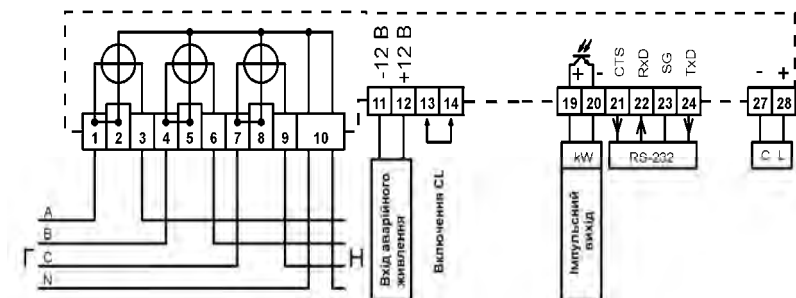 -12 В
+12 В
CTS
RxD
SG
TxD
+ -
- +
1 2 3 4 5 6 7 8 9 10
11 12 13 14
19 20 21 22 23 24
27 28
kW
RS-232
C L
Вхід аварійного живлення
Включення CL
Імпульсний вихід
A
B
C
N
Г
Н